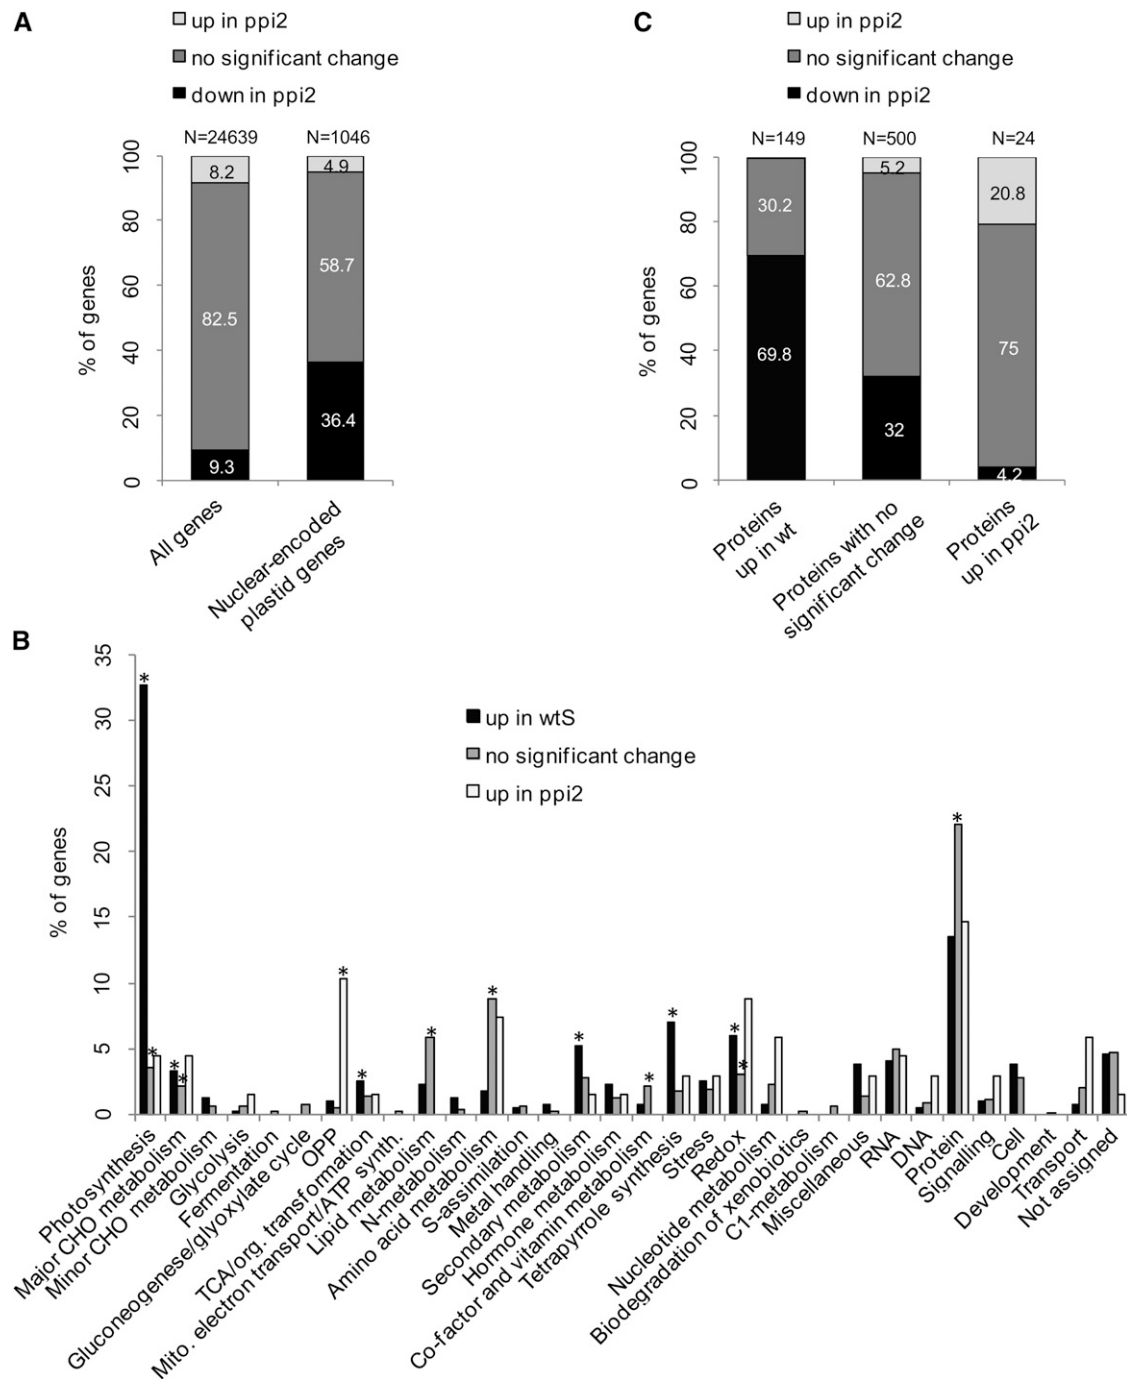 A
up in ppi2
no significant change
down in ppi2
N=24639
N=1046
% of genes
100
80
60
40
20
0
8.2
82.5
9.3
4.9
58.7
36.4
All genes
Nuclear-encoded
plastid genes
C
up in ppi2
no significant change
down in ppi2
N=149
N=500
N=24
% of genes
100
80
60
40
20
0
30.2
69.8
5.2
62.8
32
20.8
75
4.2
Proteins
up in wt
Proteins with no
significant change
Proteins
up in ppi2
B
% of genes
35
30
25
20
15
10
5
0
up in wtS
no significant change
up in ppi2
* * * * * * * * * * * * * * *
Photosynthesis
Major CHO metabolism
Minor CHO metabolism
Glycolysis
Fermentation
Gluconeogenese/glyoxylate cycle
OPP
TCA/org. transformation
Mito. electron transport/ATP synth.
Lipid metabolism
N-metabolism
Amino acid metabolism
S-assimilation
Metal handling
Secondary metabolism
Hormone metabolism
Co-factor and vitamin metabolism
Tetrapyrrole synthesis
Stress
Redox
Nucleotide metabolism
Biodegradation of xenobiotics
C1-metabolism
Miscellaneous
RNA
DNA
Protein
Signalling
Cell
Development
Transport
Not assigned